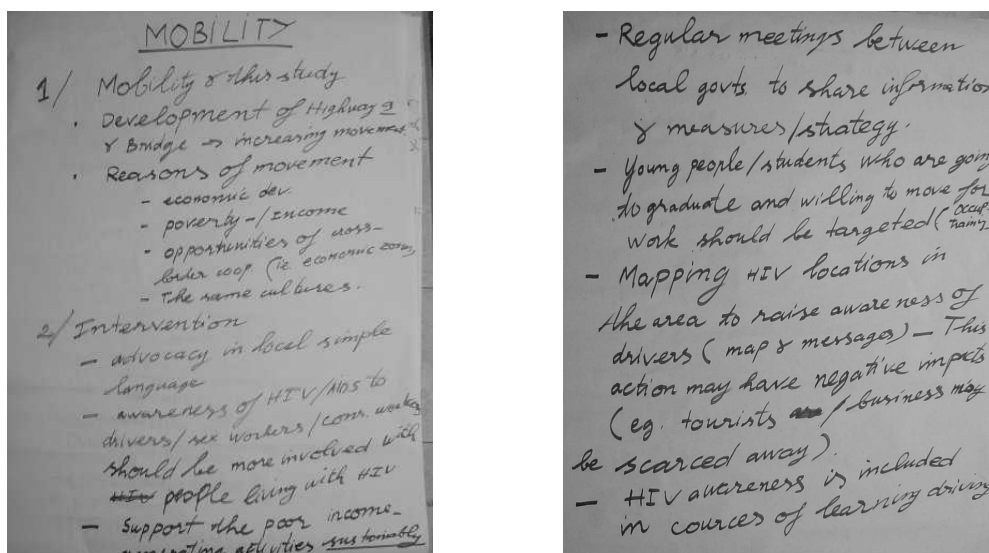 MOBILITY
1/ Mobility & this study
· Development of Highway 9
& Bridge → increasing movement
· Reasons of movement
- economic dev.
- poverty -/ Income
- opportunities of cross-
border coop. (ie. economic zone,
- The same cultures.
2/ Intervention
- advocacy in local simple
language
- awareness of HIV/AIDS to
drivers/sex workers/cons. workers
should be more involved with
people living with HIV
- Support the poor income-
generating activities sustainably
- Regular meetings between
local govts. to share information
& measures/strategy.
- Young people/students who are going
to graduate and willing to move for
work should be targeted (occup.
training
- Mapping HIV locations in
the area to raise awareness of
drivers (map & messages) - This
action may have negative impacts
(eg. tourists / business may
be scarced away).
- HIV awareness is included
in cources of learning driving